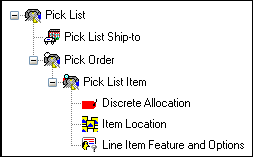 Pick List
Pick List Ship-to
Pick Order
Pick List Item
Discrete Allocation
Item Location
Line Item Feature and Options